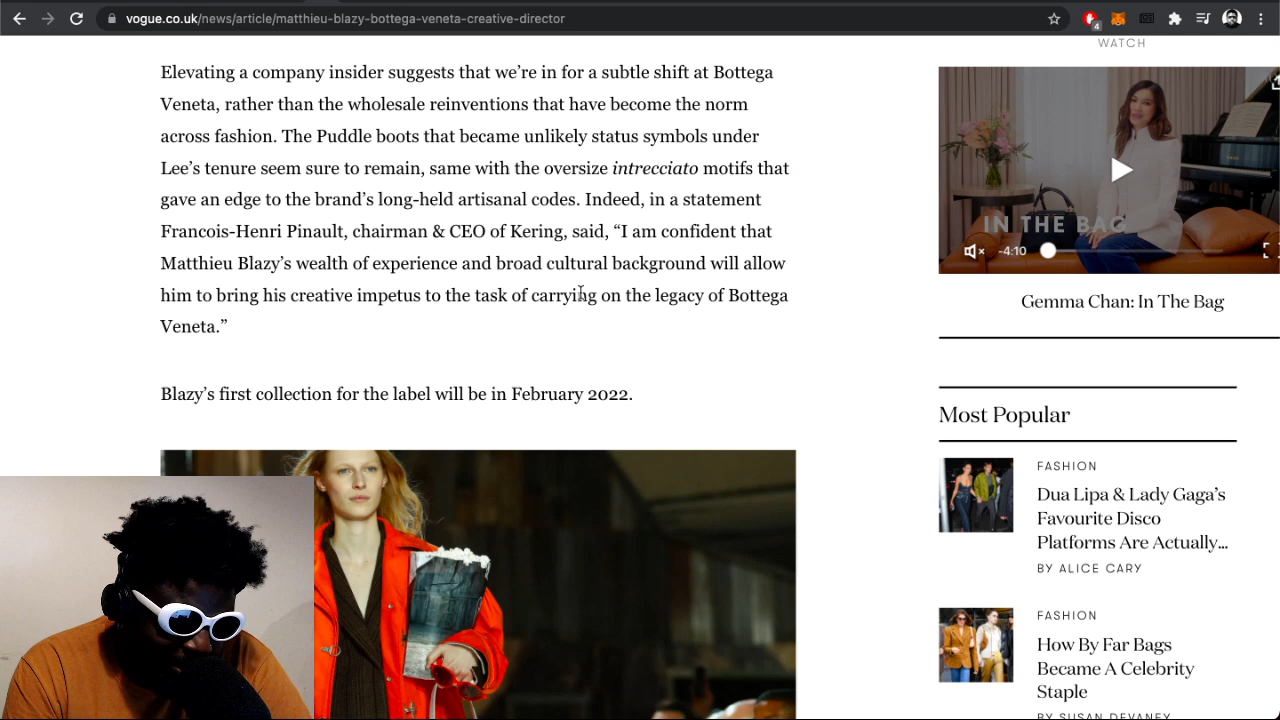 vogue.co.uk/news/article/matthieu-blazy-bottega-veneta-creative-director
4
Elevating a company insider suggests that we’re in for a subtle shift at Bottega
Veneta, rather than the wholesale reinventions that have become the norm
across fashion. The Puddle boots that became unlikely status symbols under
Lee’s tenure seem sure to remain, same with the oversize intrecciato motifs that
gave an edge to the brand’s long-held artisanal codes. Indeed, in a statement
Francois-Henri Pinault, chairman & CEO of Kering, said, “I am confident that
Matthieu Blazy’s wealth of experience and broad cultural background will allow
him to bring his creative impetus to the task of carrying on the legacy of Bottega
Veneta.”
Blazy’s first collection for the label will be in February 2022.
WATCH
IN THE BAG
-4:10
Gemma Chan: In The Bag
Most Popular
FASHION
Dua Lipa & Lady Gaga’s
Favourite Disco
Platforms Are Actually…
BY ALICE CARY
FASHION
How By Far Bags
Became A Celebrity
Staple
BY SUSAN DEVANEY